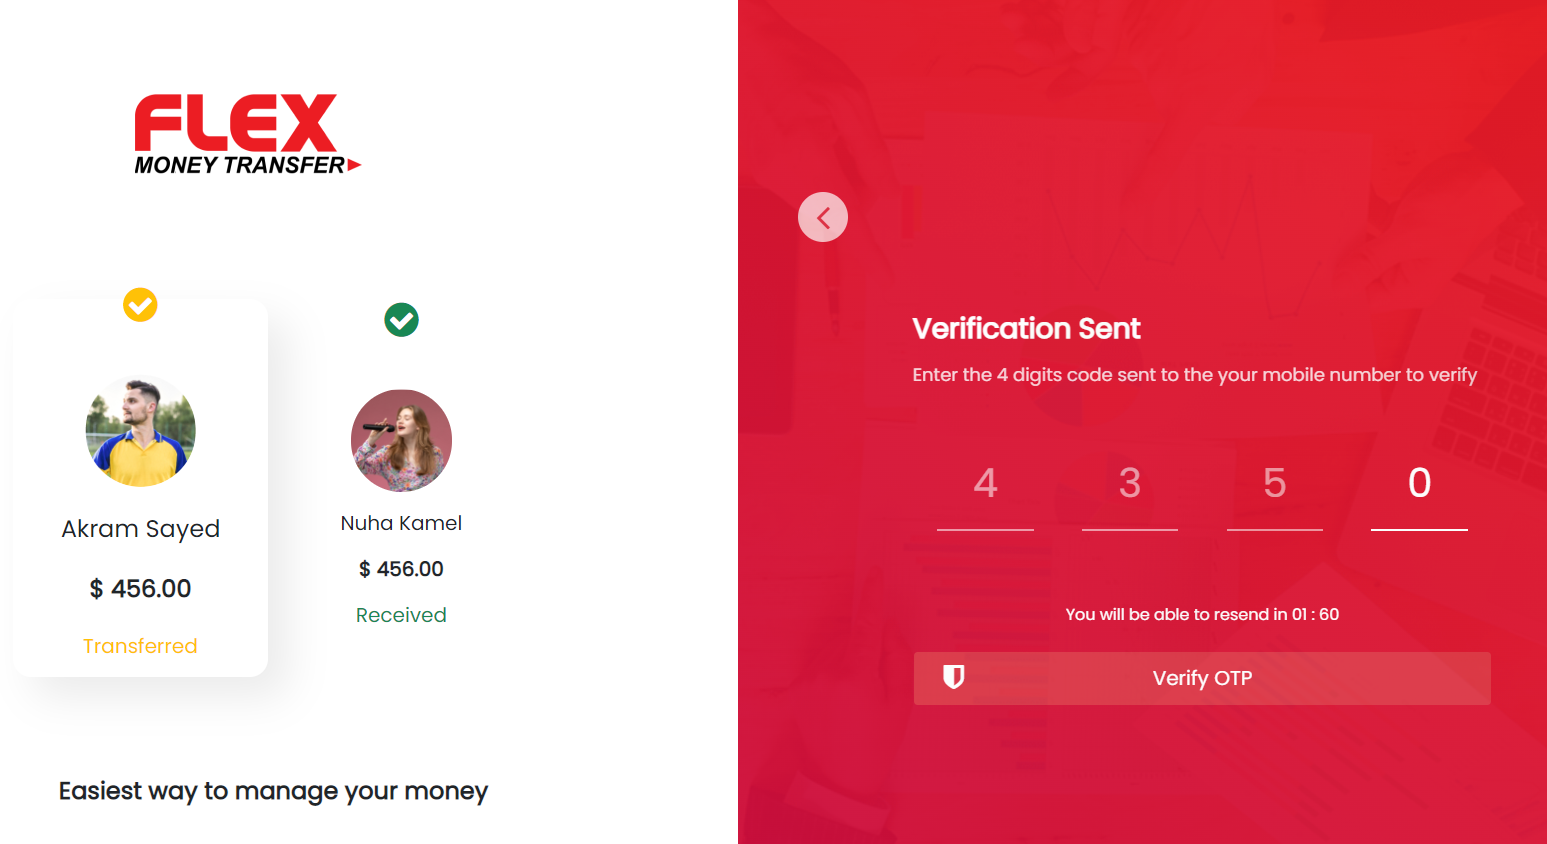 FLEX
MONEY TRANSFER
Akram Sayed
$ 456.00
Transferred
Nuha Kamel
$ 456.00
Received
Easiest way to manage your money
Verification Sent
Enter the 4 digits code sent to the your mobile number to verify
4 3 5 0
You will be able to resend in 01 : 60
Verify OTP